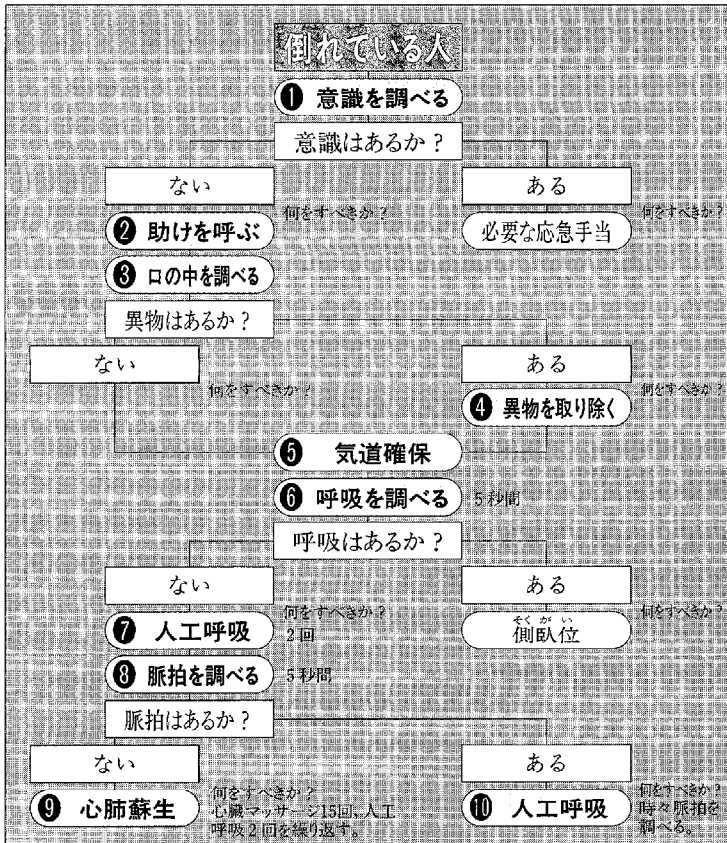 倒れている人
❶ 意識を調べる
意識はあるか？
ない
何をすべきか？
ある
何をすべきか？
❷ 助けを呼ぶ
必要な応急手当
❸ 口の中を調べる
異物はあるか？
ない
何をすべきか？
ある
何をすべきか？
❹ 異物を取り除く
❺ 気道確保
❻ 呼吸を調べる
5秒間
呼吸はあるか？
ない
何をすべきか？
ある
何をすべきか？
❼ 人工呼吸
2回
そくがい
側臥位
❽ 脈拍を調べる
5秒間
脈拍はあるか？
ない
何をすべきか？
ある
何をすべきか？
❾ 心肺蘇生
心臓マッサージ15回、人工
呼吸2回を繰り返す。
❿ 人工呼吸
時々脈拍を
調べる。